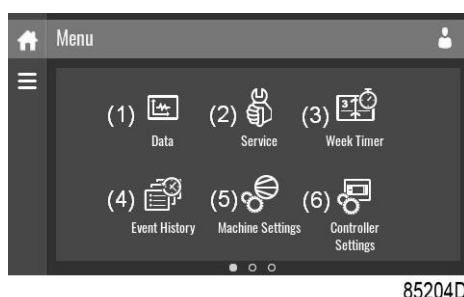 Menu
(1) (2) (3)
Data Service Week Timer
(4) (5) (6)
Event History Machine Settings Controller
Settings
85204D